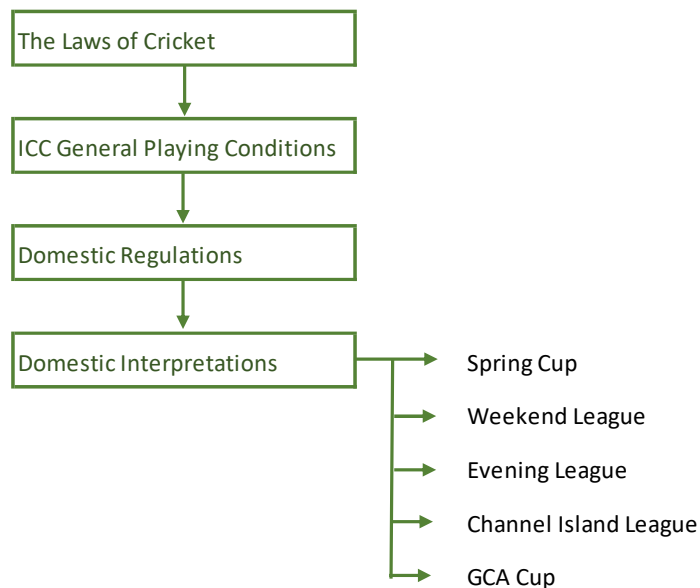 The Laws of Cricket
ICC General Playing Conditions
Domestic Regulations
Domestic Interpretations
Spring Cup
Weekend League
Evening League
Channel Island League
GCA Cup